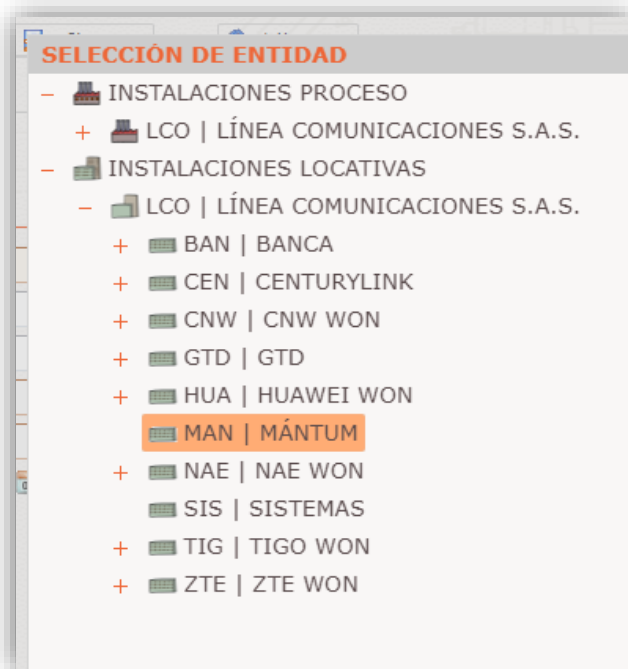 SELECCIÓN DE ENTIDAD
INSTALACIONES PROCESO
LCO | LÍNEA COMUNICACIONES S.A.S.
INSTALACIONES LOCATIVAS
LCO | LÍNEA COMUNICACIONES S.A.S.
BAN | BANCA
CEN | CENTURYLINK
CNW | CNW WON
GTD | GTD
HUA | HUAWEI WON
MAN | MÁNTUM
NAE | NAE WON
SIS | SISTEMAS
TIG | TIGO WON
ZTE | ZTE WON